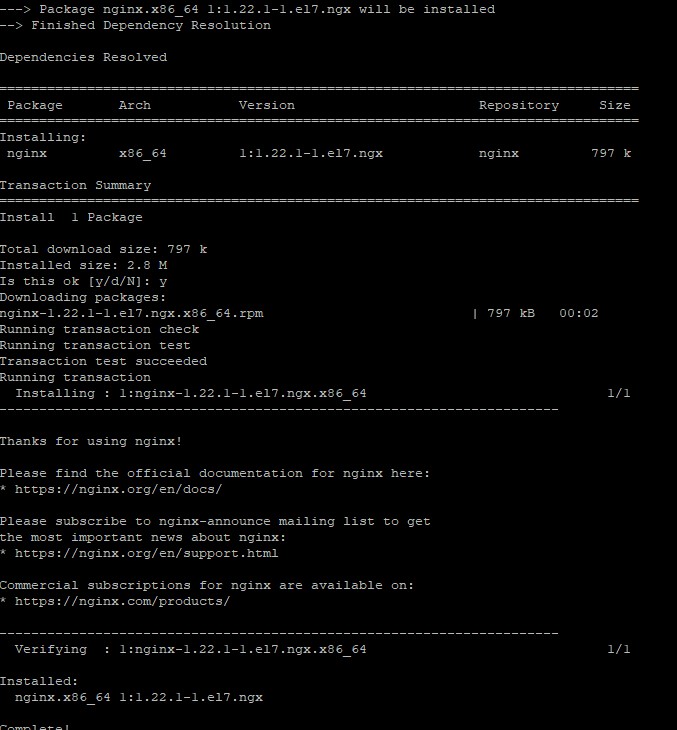 ---> Package nginx.x86_64 1:1.22.1-1.el7.ngx will be installed
--> Finished Dependency Resolution

Dependencies Resolved

================================================================================
 Package       Arch           Version                       Repository     Size
================================================================================
Installing:
 nginx         x86_64         1:1.22.1-1.el7.ngx            nginx         797 k

Transaction Summary
================================================================================
Install  1 Package

Total download size: 797 k
Installed size: 2.8 M
Is this ok [y/d/N]: y
Downloading packages:
nginx-1.22.1-1.el7.ngx.x86_64.rpm                          | 797 kB   00:02
Running transaction check
Running transaction test
Transaction test succeeded
Running transaction
  Installing : 1:nginx-1.22.1-1.el7.ngx.x86_64                              1/1
----------------------------------------------------------------------

Thanks for using nginx!

Please find the official documentation for nginx here:
* https://nginx.org/en/docs/

Please subscribe to nginx-announce mailing list to get
the most important news about nginx:
* https://nginx.org/en/support.html

Commercial subscriptions for nginx are available on:
* https://nginx.com/products/

----------------------------------------------------------------------
  Verifying  : 1:nginx-1.22.1-1.el7.ngx.x86_64                              1/1

Installed:
  nginx.x86_64 1:1.22.1-1.el7.ngx

Complete!